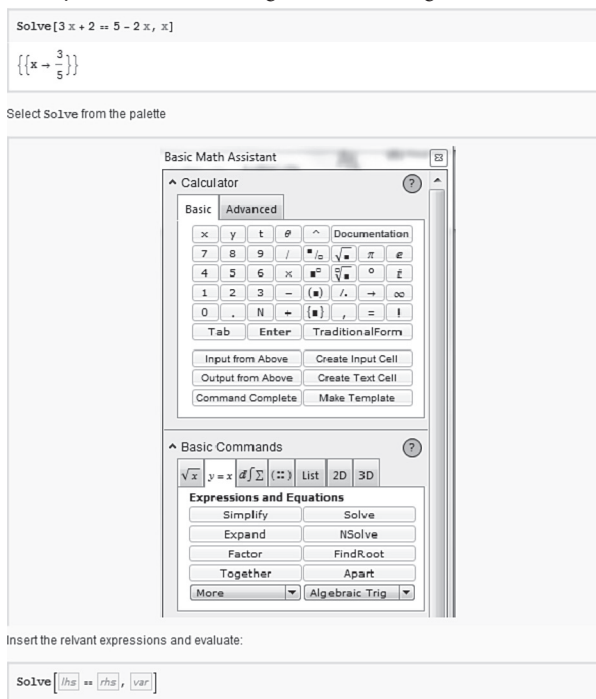 Solve[3 x + 2 == 5 - 2 x, x]
{{x → 3/5}}
Select Solve from the palette
Basic Math Assistant
Calculator ?
Basic Advanced
x y t θ ^ Documentation
7 8 9 / ■/□ √■ π e
4 5 6 × ■□ □√■ ° i
1 2 3 − (■) /. → ∞
0 . N + {■} , = !
Tab Enter TraditionalForm
Input from Above Create Input Cell
Output from Above Create Text Cell
Command Complete Make Template
Basic Commands ?
√x y = x d∫Σ (::) List 2D 3D
Expressions and Equations
Simplify Solve
Expand NSolve
Factor FindRoot
Together Apart
More Algebraic Trig
Insert the relvant expressions and evaluate:
Solve[lhs == rhs, var]